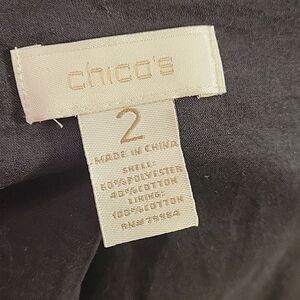 chico's
2
MADE IN CHINA
SHELL:
60%POLYESTER
40%COTTON
LINING:
100%COTTON
RN# 79984